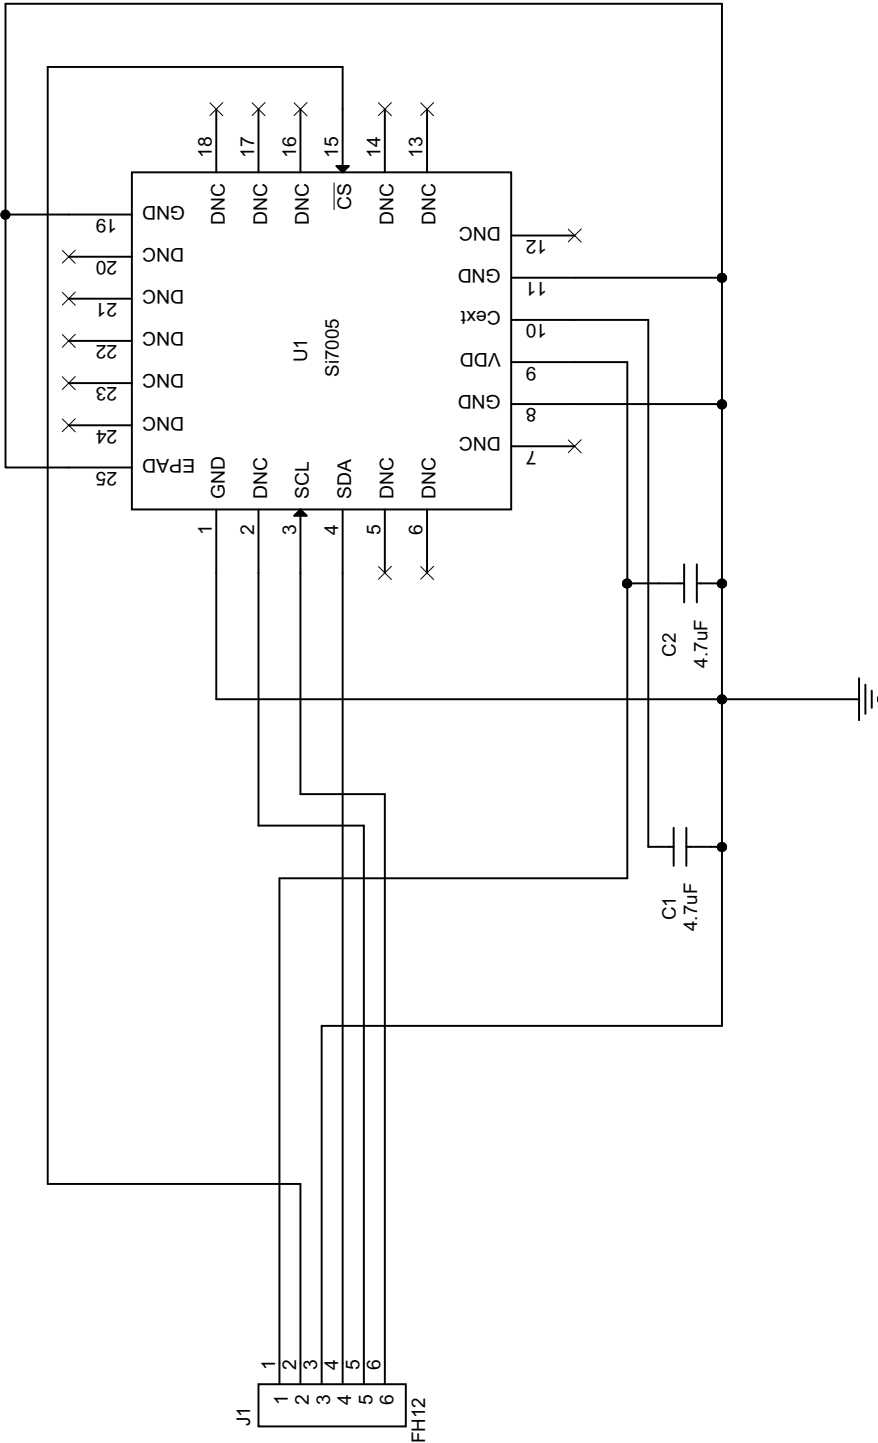 18
17
16
15
14
13
DNC
DNC
DNC
CS
DNC
DNC
19
GND
20
DNC
21
DNC
22
DNC
23
DNC
24
DNC
25
EPAD
DNC
12
GND
11
Cext
10
VDD
9
GND
8
DNC
7
U1
Si7005
GND
DNC
SCL
SDA
DNC
DNC
1
2
3
4
5
6
C2
4.7uF
C1
4.7uF
1
2
3
4
5
6
J1
1
2
3
4
5
6
FH12